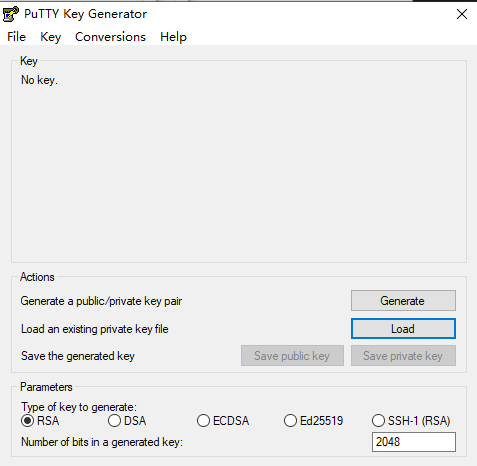 PuTTY Key Generator
File Key Conversions Help
Key
No key.
Actions
Generate a public/private key pair Generate
Load an existing private key file Load
Save the generated key Save public key Save private key
Parameters
Type of key to generate:
RSA DSA ECDSA Ed25519 SSH-1 (RSA)
Number of bits in a generated key: 2048